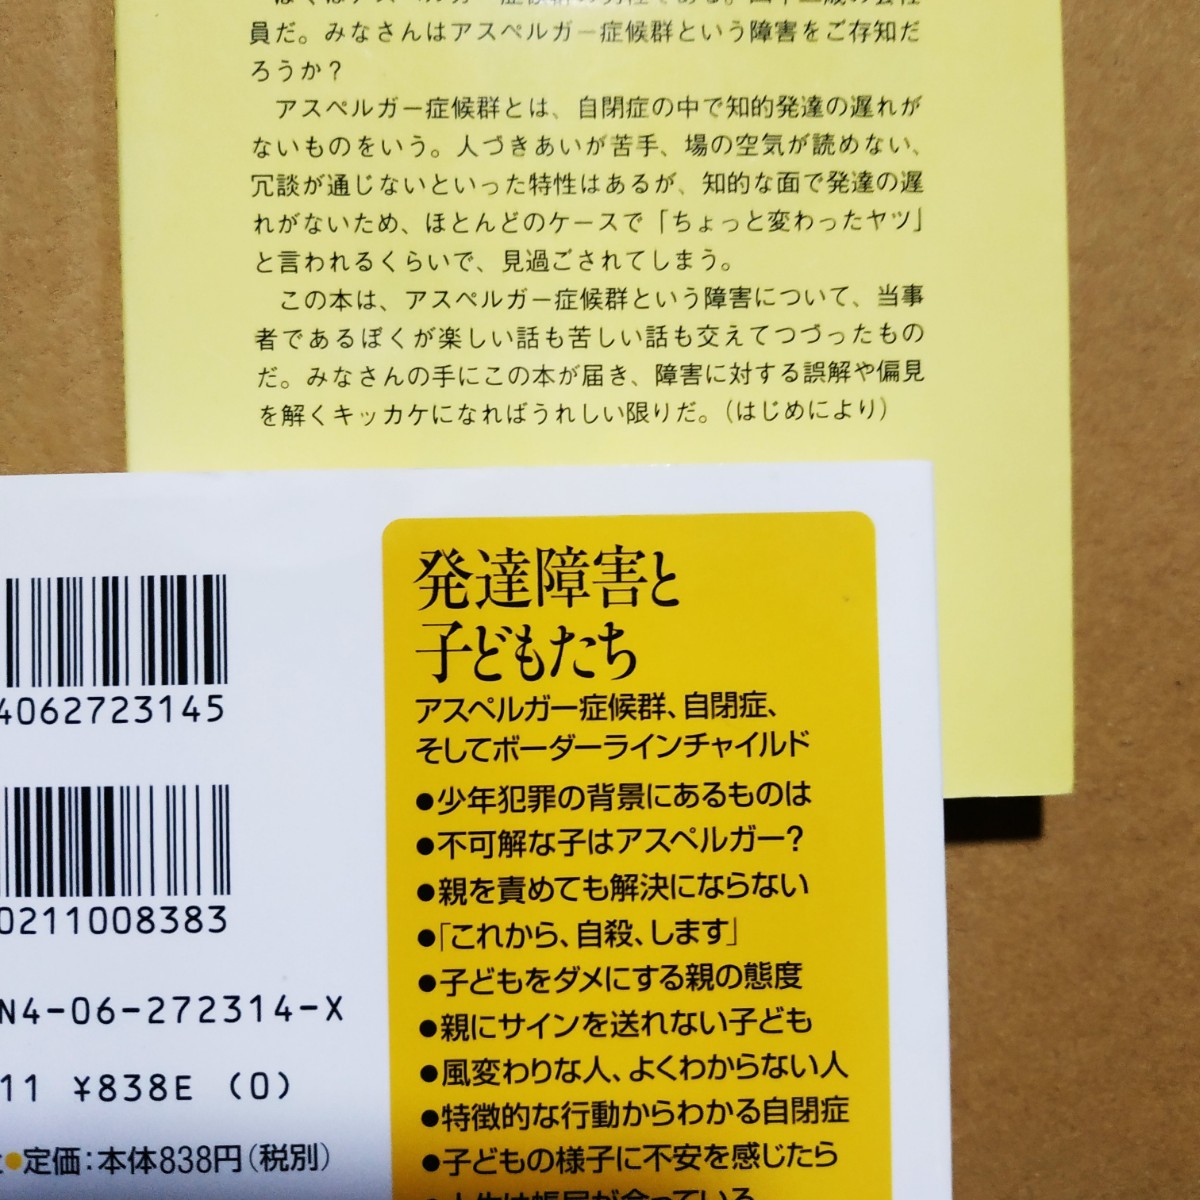 員だ。みなさんはアスペルガー症候群という障害をご存知だ
ろうか？
アスペルガー症候群とは、自閉症の中で知的発達の遅れが
ないものをいう。人づきあいが苦手、場の空気が読めない、
冗談が通じないといった特性はあるが、知的な面で発達の遅
れがないため、ほとんどのケースで「ちょっと変わったヤツ」
と言われるくらいで、見過ごされてしまう。
この本は、アスペルガー症候群という障害について、当事
者であるぼくが楽しい話も苦しい話も交えてつづったもの
だ。みなさんの手にこの本が届き、障害に対する誤解や偏見
を解くキッカケになればうれしい限りだ。（はじめにより）
4062723145
0211008383
N4-06-272314-X
11 ¥838E (0)
●定価：本体838円（税別）
発達障害と
子どもたち
アスペルガー症候群、自閉症、
そしてボーダーラインチャイルド
●少年犯罪の背景にあるものは
●不可解な子はアスペルガー？
●親を責めても解決にならない
●「これから、自殺、します」
●子どもをダメにする親の態度
●親にサインを送れない子ども
●風変わりな人、よくわからない人
●特徴的な行動からわかる自閉症
●子どもの様子に不安を感じたら